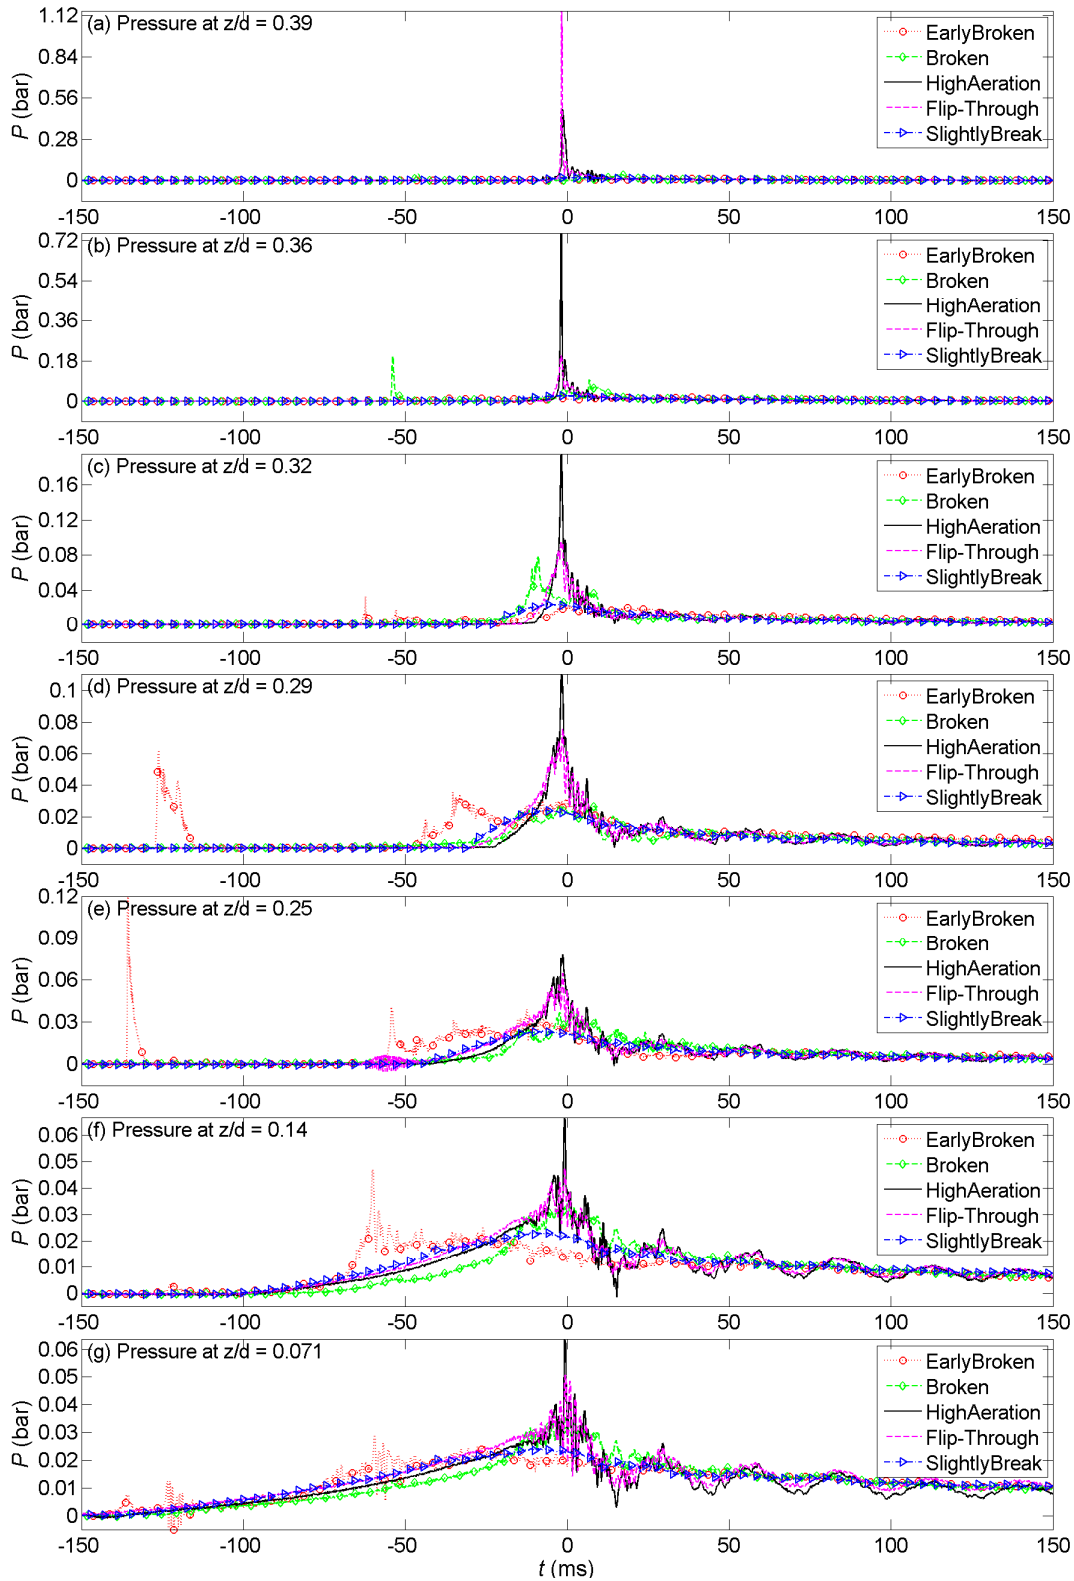 (a) Pressure at z/d = 0.39
1.12
0.84
0.56
0.28
0
P (bar)
EarlyBroken
Broken
HighAeration
Flip-Through
SlightlyBreak
-150 -100 -50 0 50 100 150
(b) Pressure at z/d = 0.36
0.72
0.54
0.36
0.18
0
P (bar)
EarlyBroken
Broken
HighAeration
Flip-Through
SlightlyBreak
-150 -100 -50 0 50 100 150
(c) Pressure at z/d = 0.32
0.16
0.12
0.08
0.04
0
P (bar)
EarlyBroken
Broken
HighAeration
Flip-Through
SlightlyBreak
-150 -100 -50 0 50 100 150
(d) Pressure at z/d = 0.29
0.1
0.08
0.06
0.04
0.02
0
P (bar)
EarlyBroken
Broken
HighAeration
Flip-Through
SlightlyBreak
-150 -100 -50 0 50 100 150
(e) Pressure at z/d = 0.25
0.12
0.09
0.06
0.03
0
P (bar)
EarlyBroken
Broken
HighAeration
Flip-Through
SlightlyBreak
-150 -100 -50 0 50 100 150
(f) Pressure at z/d = 0.14
0.06
0.05
0.04
0.03
0.02
0.01
0
P (bar)
EarlyBroken
Broken
HighAeration
Flip-Through
SlightlyBreak
-150 -100 -50 0 50 100 150
(g) Pressure at z/d = 0.071
0.06
0.05
0.04
0.03
0.02
0.01
0
P (bar)
EarlyBroken
Broken
HighAeration
Flip-Through
SlightlyBreak
-150 -100 -50 0 50 100 150
t (ms)